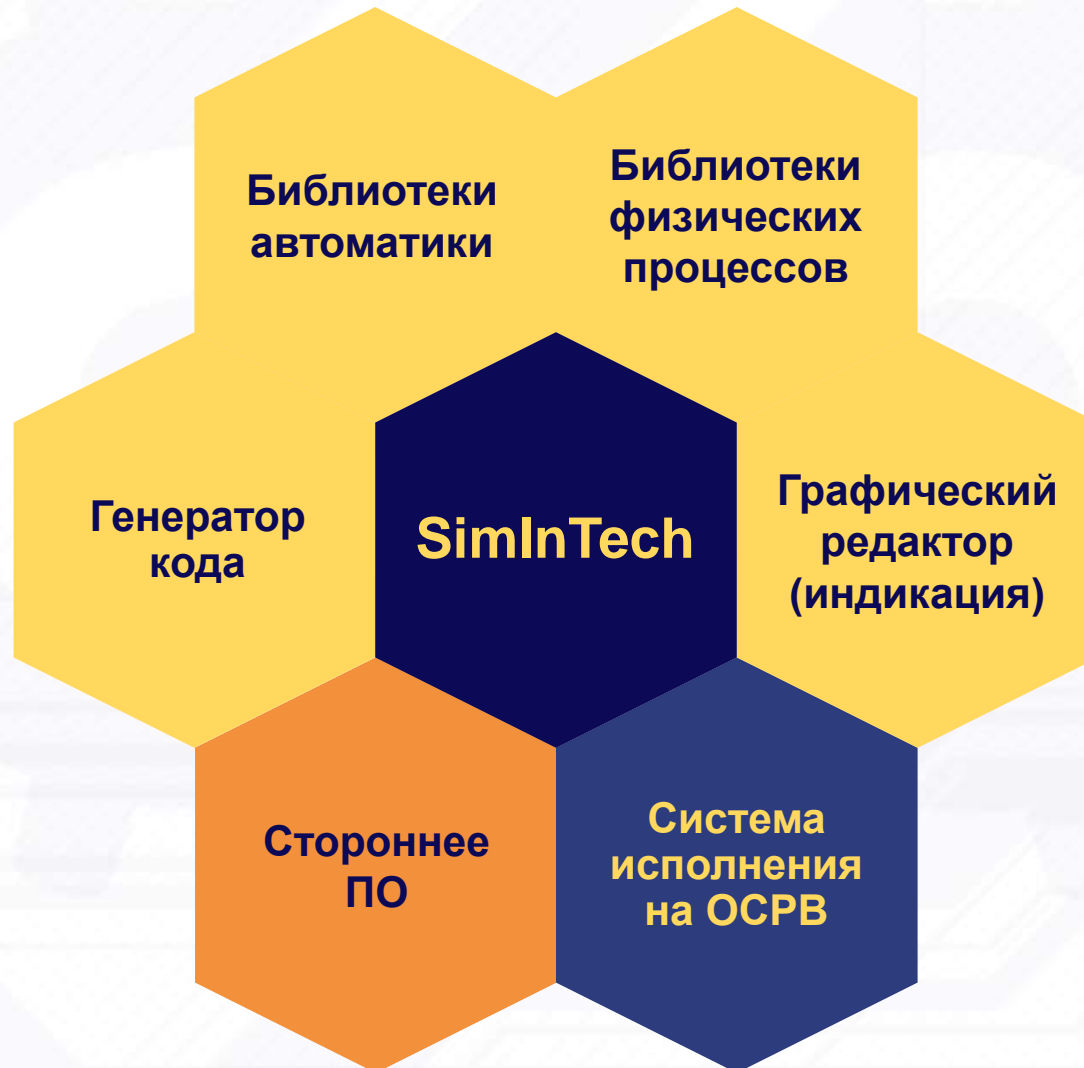 Библиотеки
автоматики
Библиотеки
физических
процессов
Генератор
кода
SimInTech
Графический
редактор
(индикация)
Стороннее
ПО
Система
исполнения
на ОСРВ